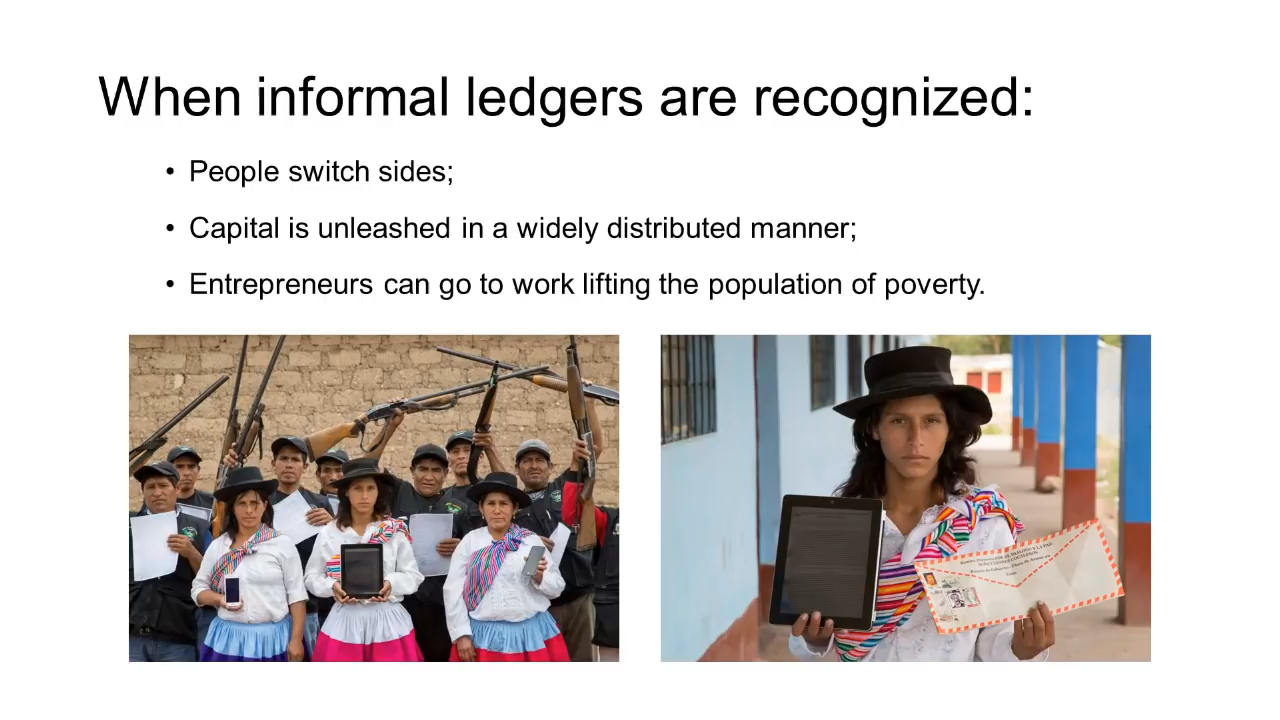 When informal ledgers are recognized:
• People switch sides;
• Capital is unleashed in a widely distributed manner;
• Entrepreneurs can go to work lifting the population of poverty.